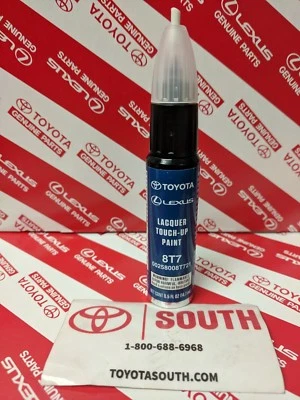 TOYOTA
LEXUS
LACQUER
TOUCH-UP
PAINT
8T7
SOUTH
1-800-688-6968
TOYOTASOUTH.COM
TOYOTA
GENUINE PARTS
LEXUS
GENUINE PARTS